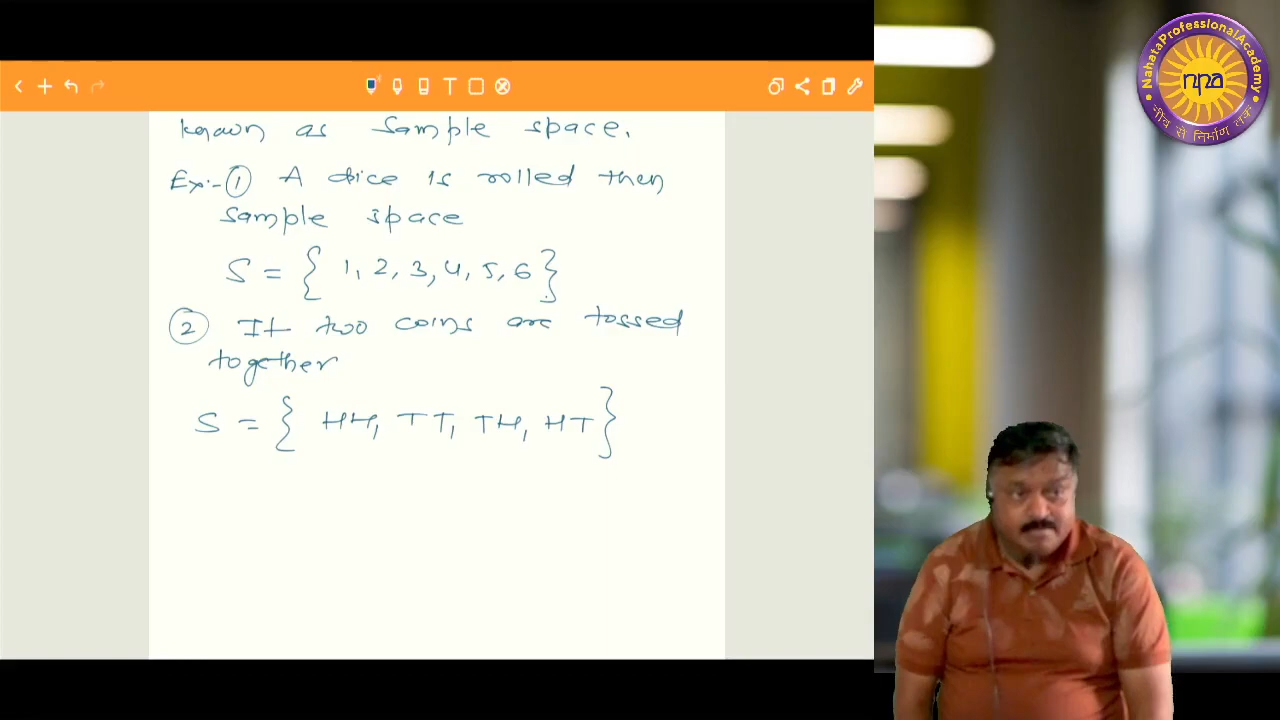 known as sample space.
Ex:- ① A dice is rolled then
sample space
S = { 1, 2, 3, 4, 5, 6 }
② If two coins are tossed
together
S = { HH, TT, TH, HT }
T
• NahataProfessionalAcademy •
npa
नींव से निर्माण तक